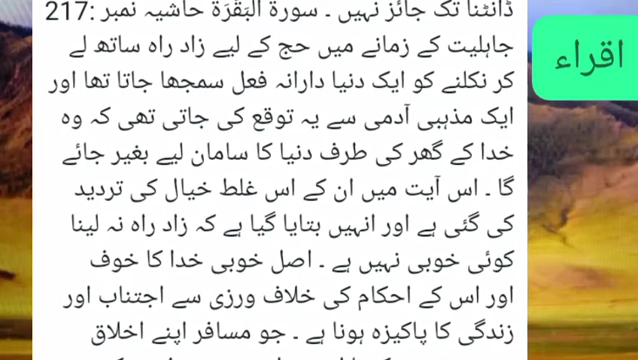 ڈانٹنا تک جائز نہیں ۔ سورة الْبَقَرَة حاشیہ نمبر :217
جاہلیت کے زمانے میں حج کے لیے زاد راہ ساتھ لے
کر نکلنے کو ایک دنیا دارانہ فعل سمجھا جاتا تھا اور
ایک مذہبی آدمی سے یہ توقع کی جاتی تھی کہ وہ
خدا کے گھر کی طرف دنیا کا سامان لیے بغیر جائے
گا ۔ اس آیت میں ان کے اس غلط خیال کی تردید
کی گئی ہے اور انہیں بتایا گیا ہے کہ زاد راہ نہ لینا
کوئی خوبی نہیں ہے ۔ اصل خوبی خدا کا خوف
اور اس کے احکام کی خلاف ورزی سے اجتناب اور
زندگی کا پاکیزہ ہونا ہے ۔ جو مسافر اپنے اخلاق
اقراء